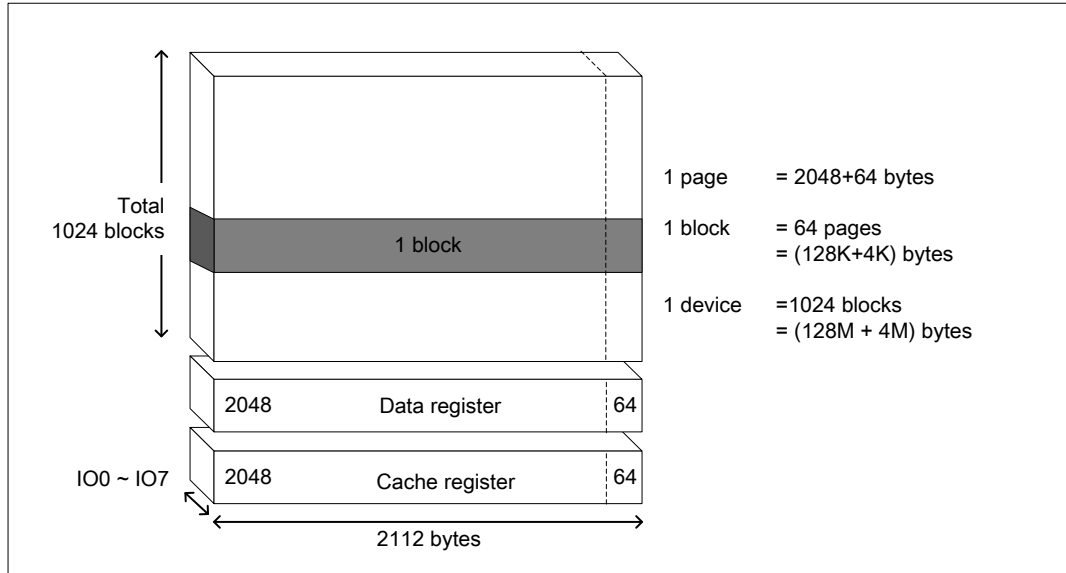 Total
1024 blocks
1 block
1 page = 2048+64 bytes
1 block = 64 pages
= (128K+4K) bytes
1 device =1024 blocks
= (128M + 4M) bytes
2048 Data register 64
IO0 ~ IO7
2048 Cache register 64
2112 bytes